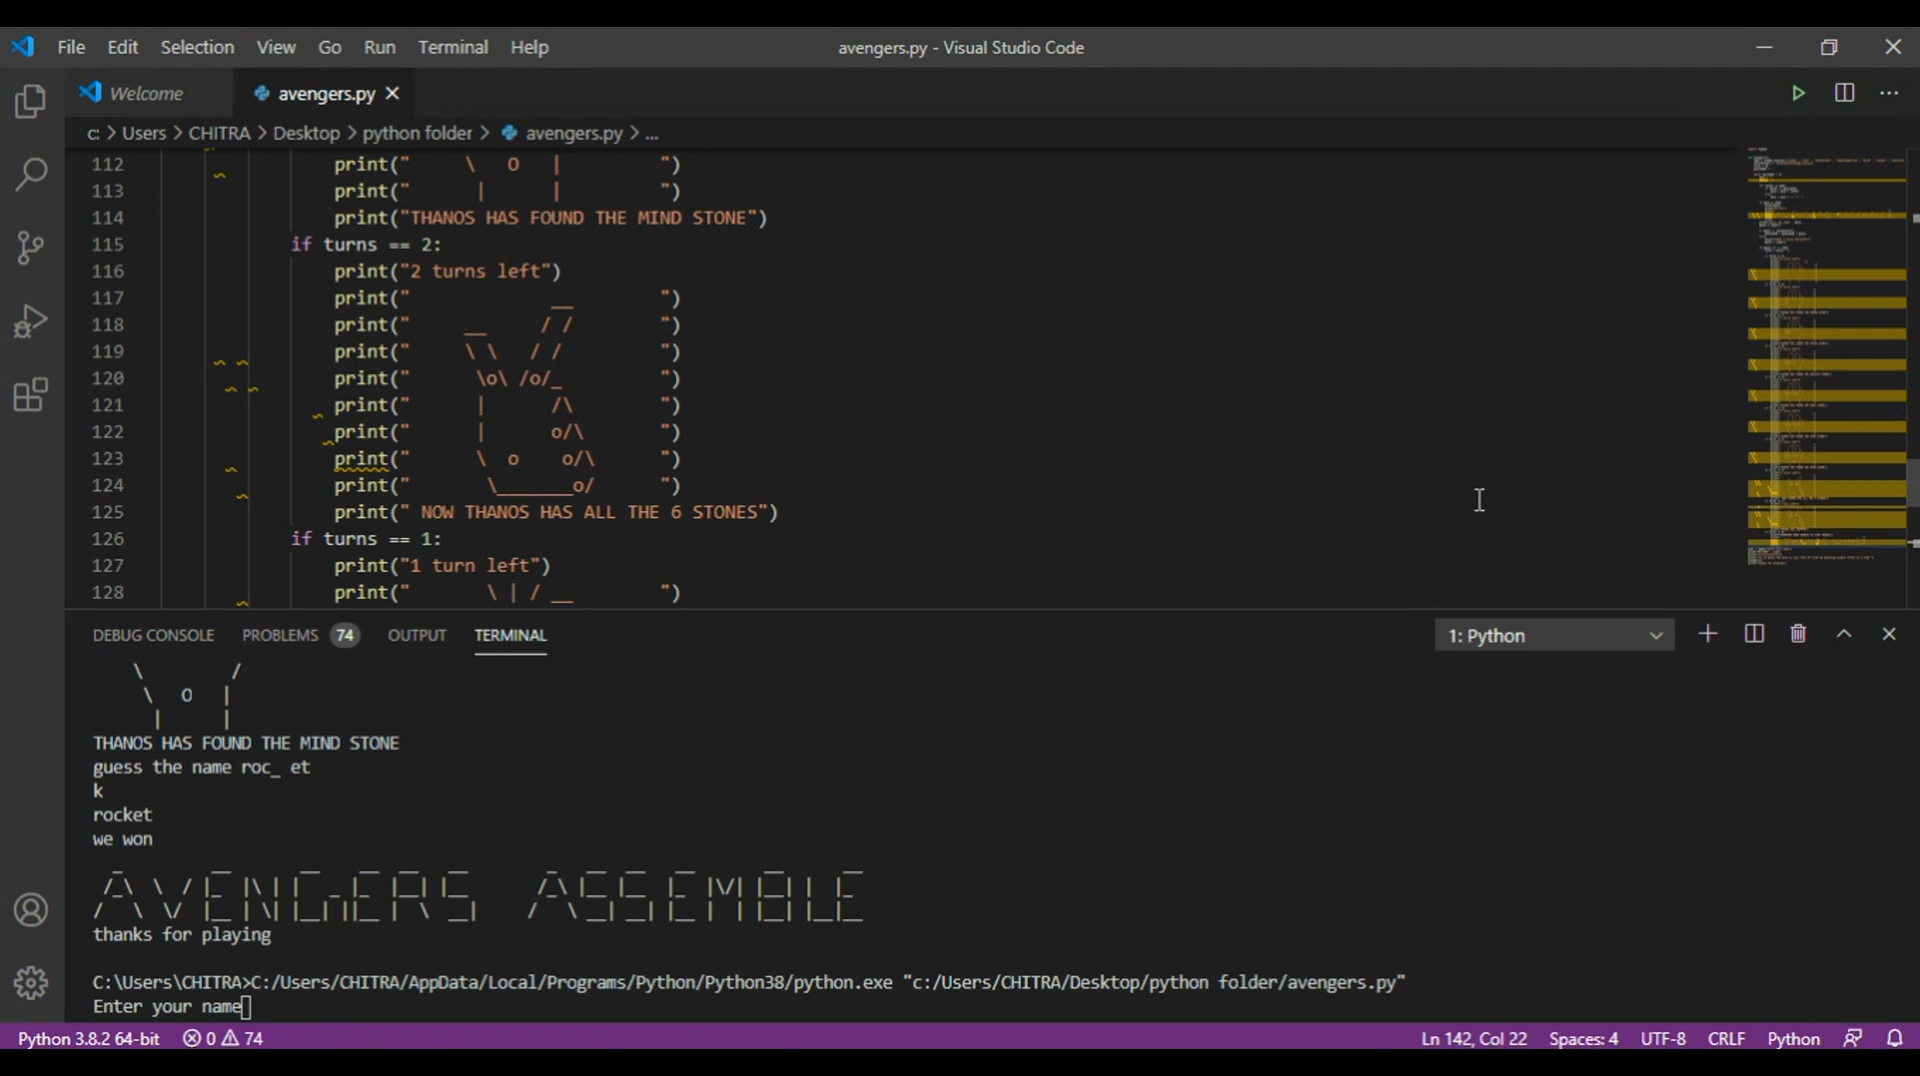 File Edit Selection View Go Run Terminal Help avengers.py - Visual Studio Code
Welcome avengers.py
c: > Users > CHITRA > Desktop > python folder > avengers.py > ...
112 print("     \   O   |         ")
113 print("      |      |         ")
114 print("THANOS HAS FOUND THE MIND STONE")
115 if turns == 2:
116 print("2 turns left")
117 print("             __        ")
118 print("     __     / /        ")
119 print("     \ \   / /         ")
120 print("      \o\ /o/_         ")
121 print("      |      /\        ")
122 print("      |      o/\       ")
123 print("      \  o    o/\      ")
124 print("       \_______o/      ")
125 print(" NOW THANOS HAS ALL THE 6 STONES")
126 if turns == 1:
127 print("1 turn left")
128 print("       \ | / __        ")
DEBUG CONSOLE PROBLEMS 74 OUTPUT TERMINAL 1: Python
\        /
\   O   |
|      |
THANOS HAS FOUND THE MIND STONE
guess the name roc_ et
k
rocket
we won
AVENGERS ASSEMBLE
thanks for playing
C:\Users\CHITRA>C:/Users/CHITRA/AppData/Local/Programs/Python/Python38/python.exe "c:/Users/CHITRA/Desktop/python folder/avengers.py"
Enter your name
Python 3.8.2 64-bit 0 74 Ln 142, Col 22 Spaces: 4 UTF-8 CRLF Python